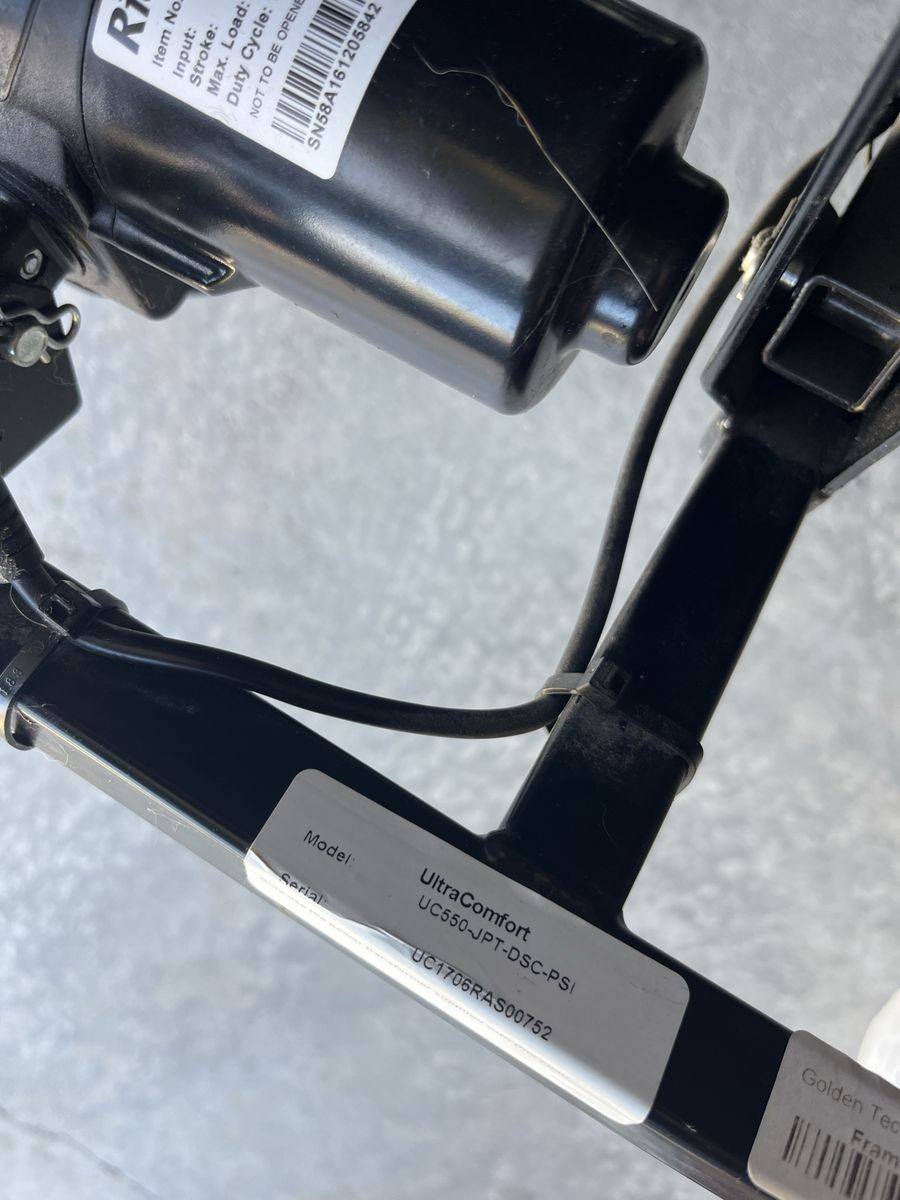 Item No.
Input:
Stroke:
Max. Load:
Duty Cycle:
NOT TO BE OPENE
SN58A161205842
Model:
UltraComfort
UC550-JPT-DSC-PSI
Serial:
UC1706RAS00752
Golden Tec
Fram